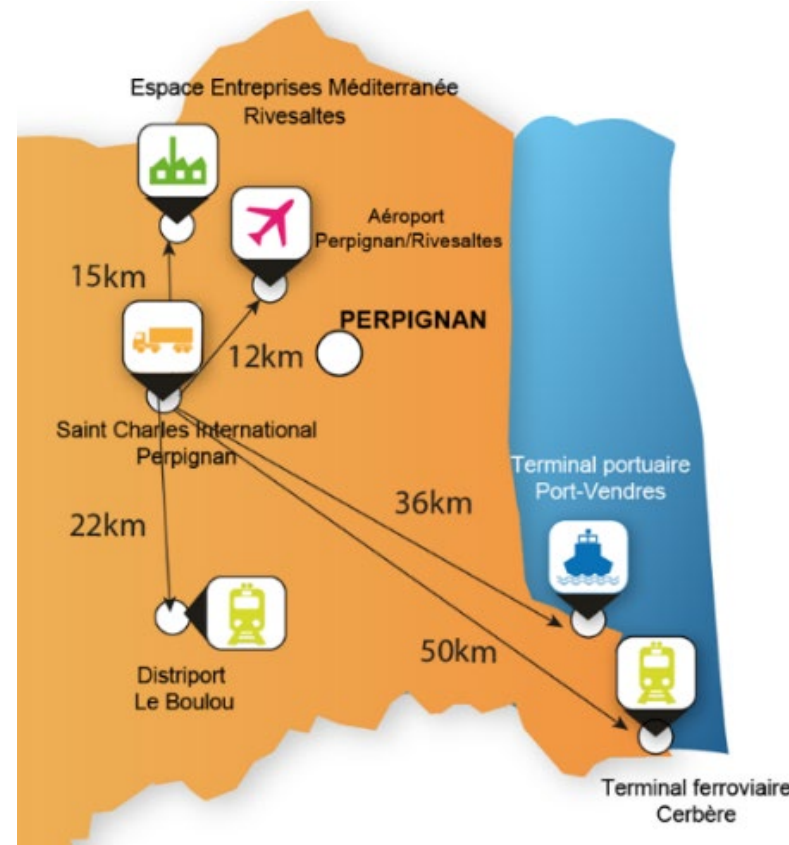 Espace Entreprises Méditerranée
Rivesaltes
Aéroport
Perpignan/Rivesaltes
15km
PERPIGNAN
12km
Saint Charles International
Perpignan
Terminal portuaire
Port-Vendres
36km
22km
50km
Distriport
Le Boulou
Terminal ferroviaire
Cerbère